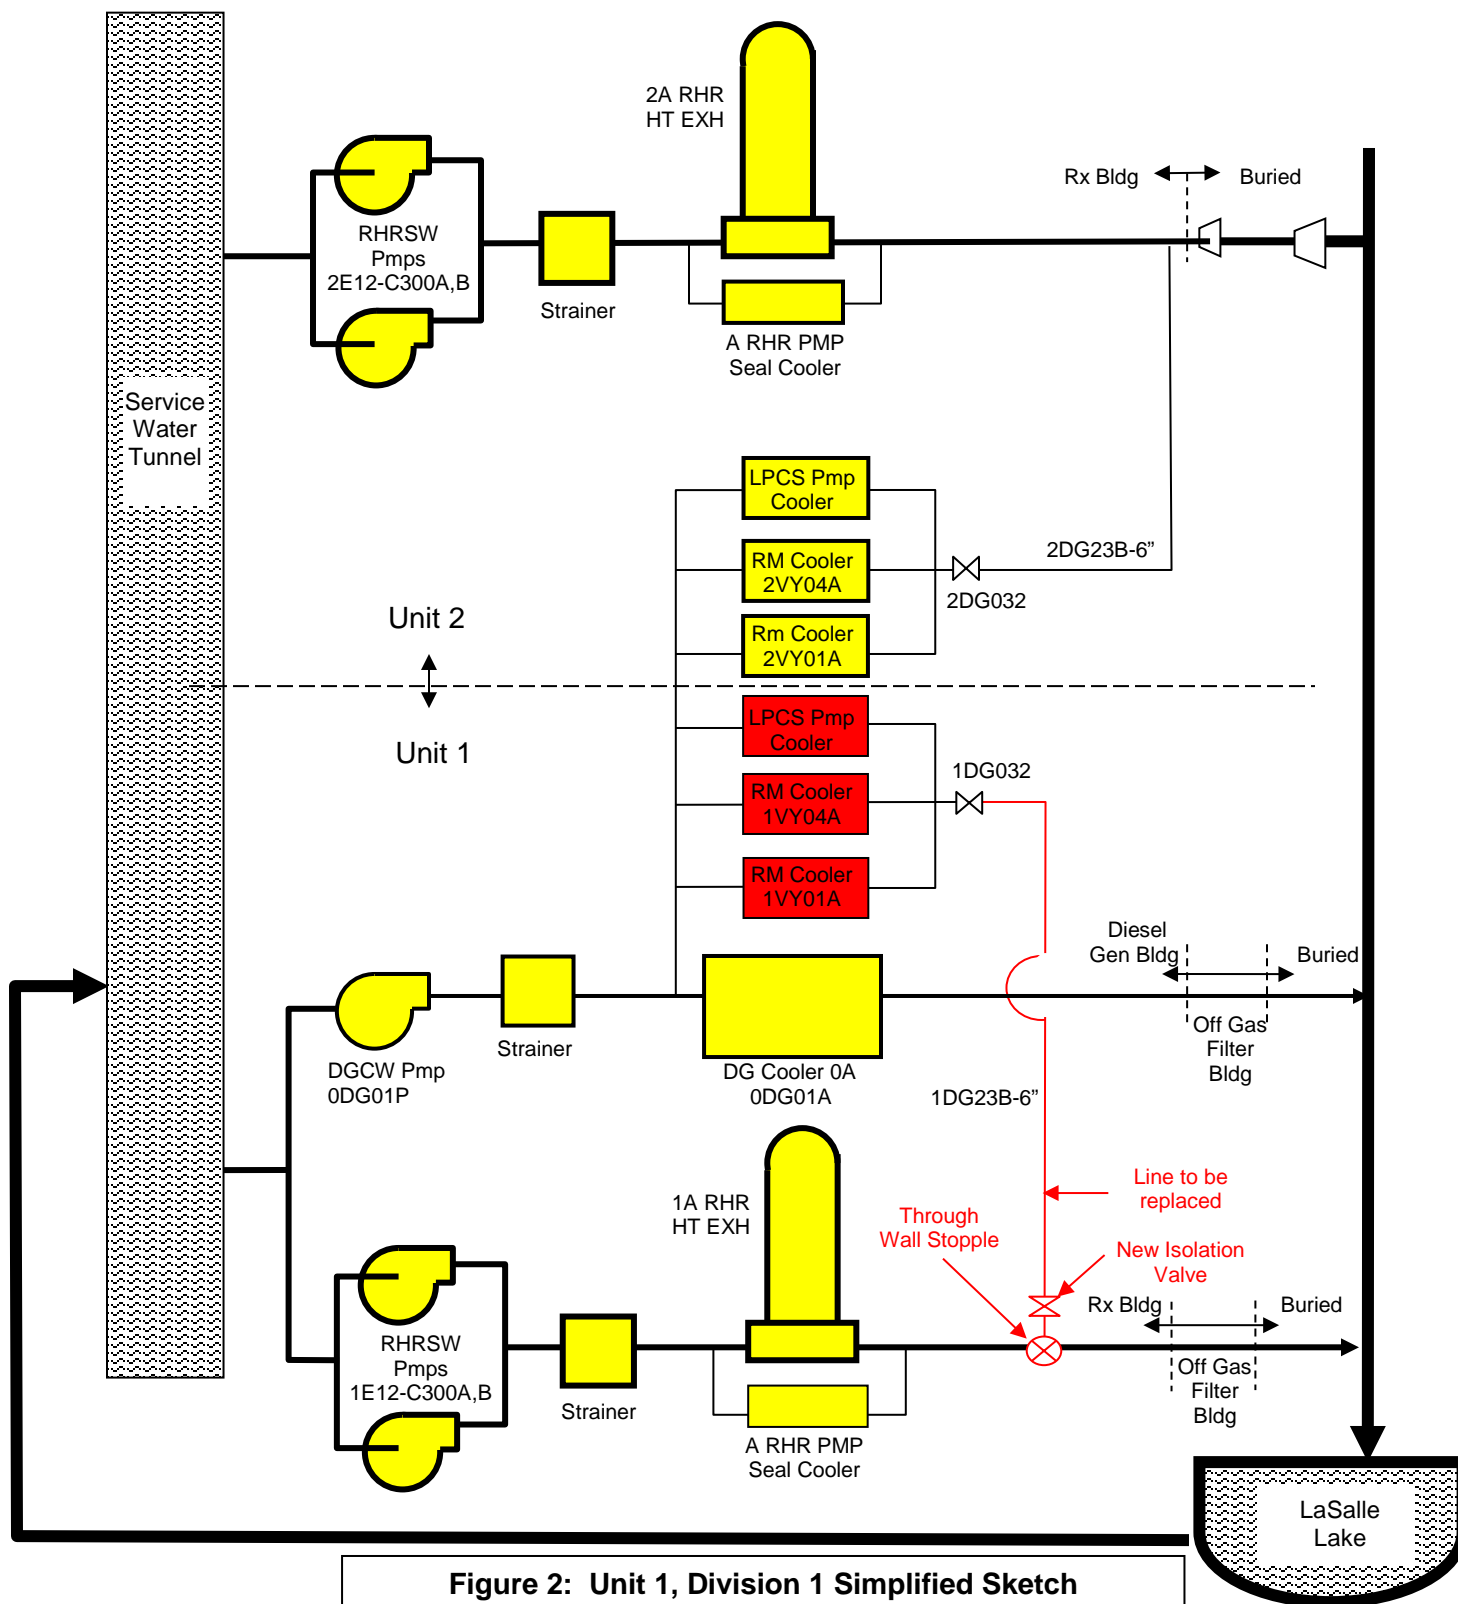 2A RHR
HT EXH
Rx Bldg
Buried
RHRSW
Pmps
2E12-C300A,B
Strainer
A RHR PMP
Seal Cooler
Service
Water
Tunnel
LPCS Pmp
Cooler
RM Cooler
2VY04A
Rm Cooler
2VY01A
2DG23B-6”
2DG032
Unit 2
Unit 1
LPCS Pmp
Cooler
RM Cooler
1VY04A
RM Cooler
1VY01A
1DG032
Diesel
Gen Bldg
Buried
Off Gas
Filter
Bldg
DGCW Pmp
0DG01P
Strainer
DG Cooler 0A
0DG01A
1DG23B-6”
1A RHR
HT EXH
Through
Wall Stopple
Line to be
replaced
New Isolation
Valve
Rx Bldg
Buried
Off Gas
Filter
Bldg
RHRSW
Pmps
1E12-C300A,B
Strainer
A RHR PMP
Seal Cooler
LaSalle
Lake
Figure 2: Unit 1, Division 1 Simplified Sketch